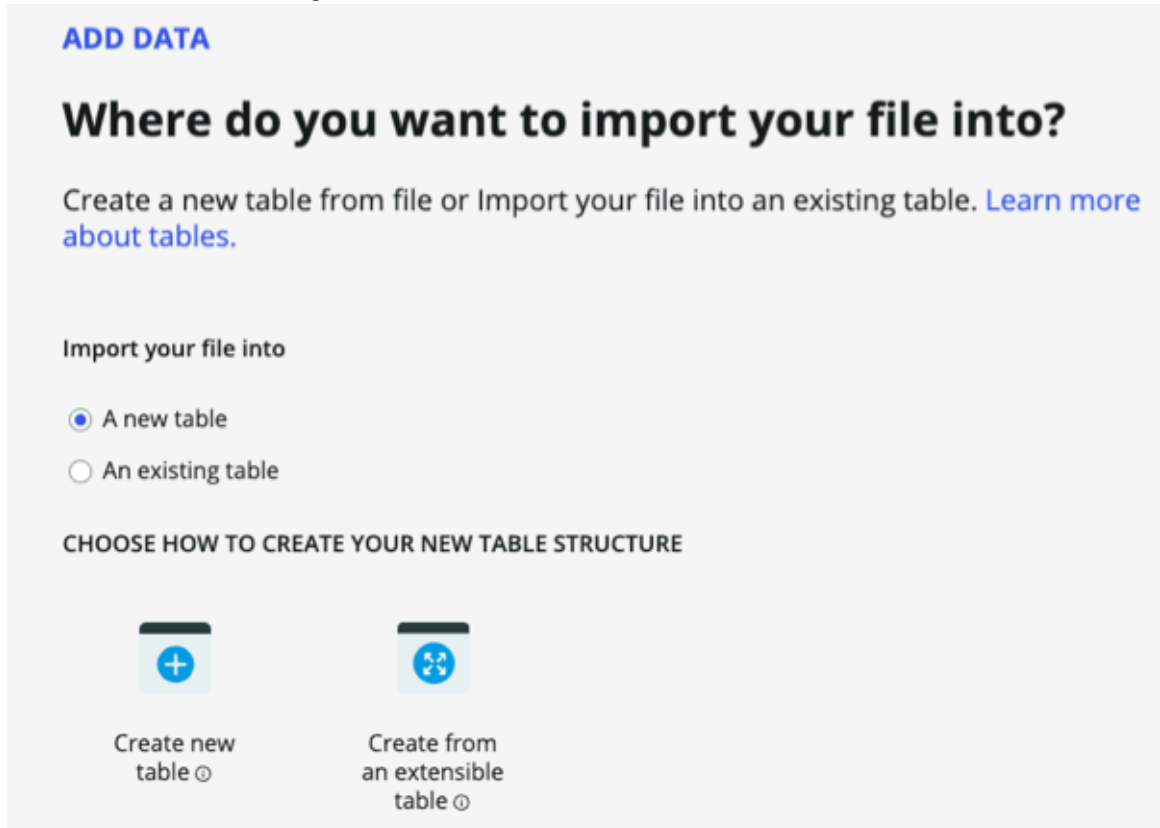 ADD DATA
Where do you want to import your file into?
Create a new table from file or Import your file into an existing table. Learn more
about tables.
Import your file into
A new table
An existing table
CHOOSE HOW TO CREATE YOUR NEW TABLE STRUCTURE
Create new
table
Create from
an extensible
table